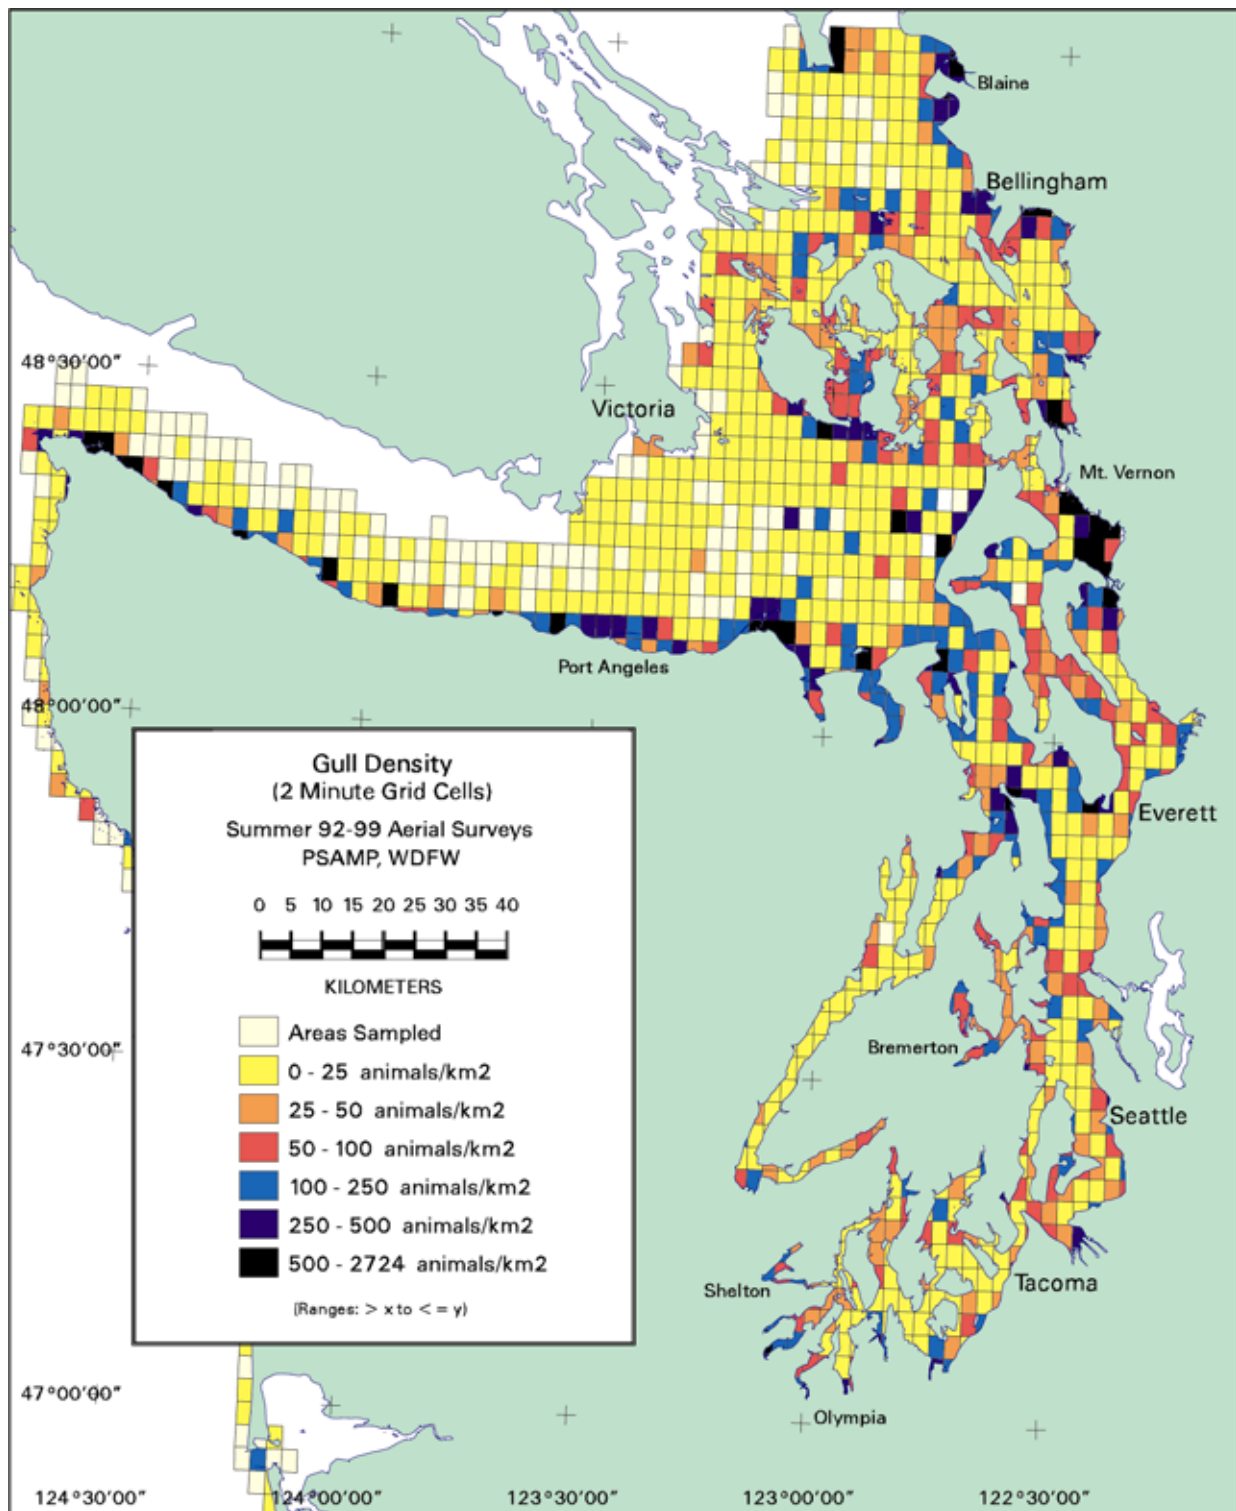 Blaine
Bellingham
48°30'00"
Victoria
Mt. Vernon
Port Angeles
48°00'00"
Gull Density
(2 Minute Grid Cells)
Summer 92-99 Aerial Surveys
PSAMP, WDFW
0 5 10 15 20 25 30 35 40
KILOMETERS
Areas Sampled
0 - 25 animals/km2
25 - 50 animals/km2
50 - 100 animals/km2
100 - 250 animals/km2
250 - 500 animals/km2
500 - 2724 animals/km2
(Ranges: > x to < = y)
Everett
47°30'00"
Bremerton
Seattle
Shelton
Tacoma
47°00'00"
Olympia
124°30'00" 124°00'00" 123°30'00" 123°00'00" 122°30'00"